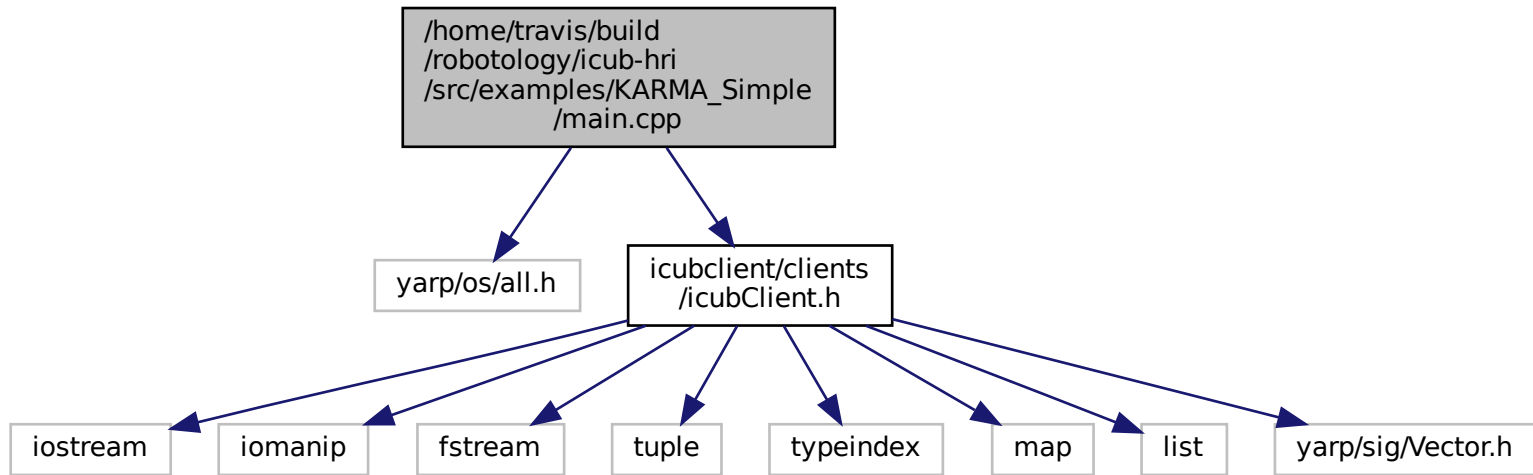 /home/travis/build
/robotology/icub-hri
/src/examples/KARMA_Simple
/main.cpp
yarp/os/all.h
icubclient/clients
/icubClient.h
iostream
iomanip
fstream
tuple
typeindex
map
list
yarp/sig/Vector.h